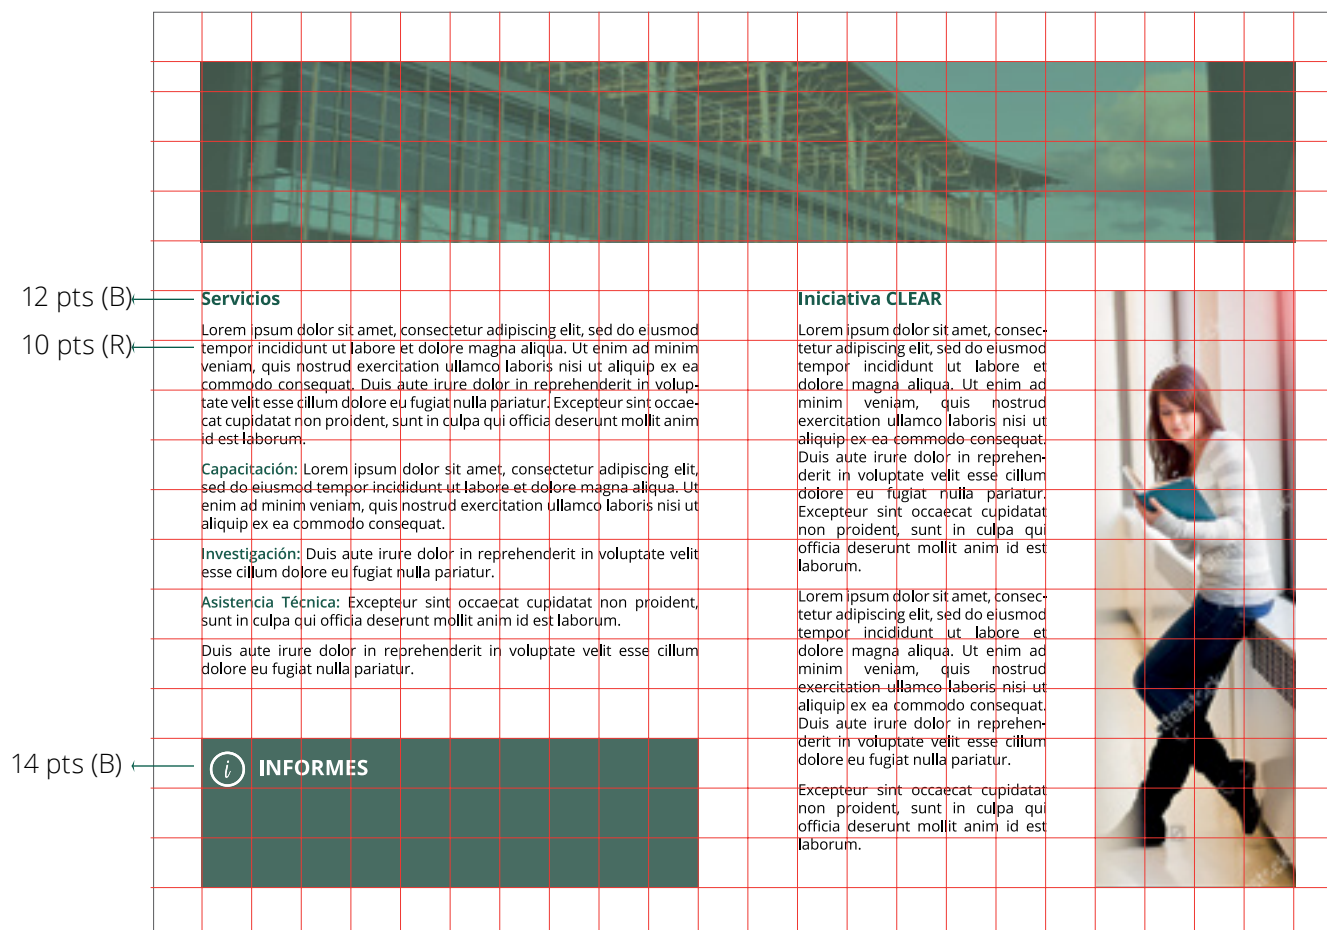 12 pts (B)
Servicios
10 pts (R)
Lorem ipsum dolor sit amet, consectetur adipiscing elit, sed do eiusmod
tempor incididunt ut labore et dolore magna aliqua. Ut enim ad minim
veniam, quis nostrud exercitation ullamco laboris nisi ut aliquip ex ea
commodo consequat. Duis aute irure dolor in reprehenderit in volup-
tate velit esse cillum dolore eu fugiat nulla pariatur. Excepteur sint occae-
cat cupidatat non proident, sunt in culpa qui officia deserunt mollit anim
id est laborum.
Capacitación: Lorem ipsum dolor sit amet, consectetur adipiscing elit,
sed do eiusmod tempor incididunt ut labore et dolore magna aliqua. Ut
enim ad minim veniam, quis nostrud exercitation ullamco laboris nisi ut
aliquip ex ea commodo consequat.
Investigación: Duis aute irure dolor in reprehenderit in voluptate velit
esse cillum dolore eu fugiat nulla pariatur.
Asistencia Técnica: Excepteur sint occaecat cupidatat non proident,
sunt in culpa qui officia deserunt mollit anim id est laborum.
Duis aute irure dolor in reprehenderit in voluptate velit esse cillum
dolore eu fugiat nulla pariatur.
14 pts (B)
i INFORMES
Iniciativa CLEAR
Lorem ipsum dolor sit amet, consec-
tetur adipiscing elit, sed do eiusmod
tempor incididunt ut labore et
dolore magna aliqua. Ut enim ad
minim veniam, quis nostrud
exercitation ullamco laboris nisi ut
aliquip ex ea commodo consequat.
Duis aute irure dolor in reprehen-
derit in voluptate velit esse cillum
dolore eu fugiat nulla pariatur.
Excepteur sint occaecat cupidatat
non proident, sunt in culpa qui
officia deserunt mollit anim id est
laborum.
Lorem ipsum dolor sit amet, consec-
tetur adipiscing elit, sed do eiusmod
tempor incididunt ut labore et
dolore magna aliqua. Ut enim ad
minim veniam, quis nostrud
exercitation ullamco laboris nisi ut
aliquip ex ea commodo consequat.
Duis aute irure dolor in reprehen-
derit in voluptate velit esse cillum
dolore eu fugiat nulla pariatur.
Excepteur sint occaecat cupidatat
non proident, sunt in culpa qui
officia deserunt mollit anim id est
laborum.